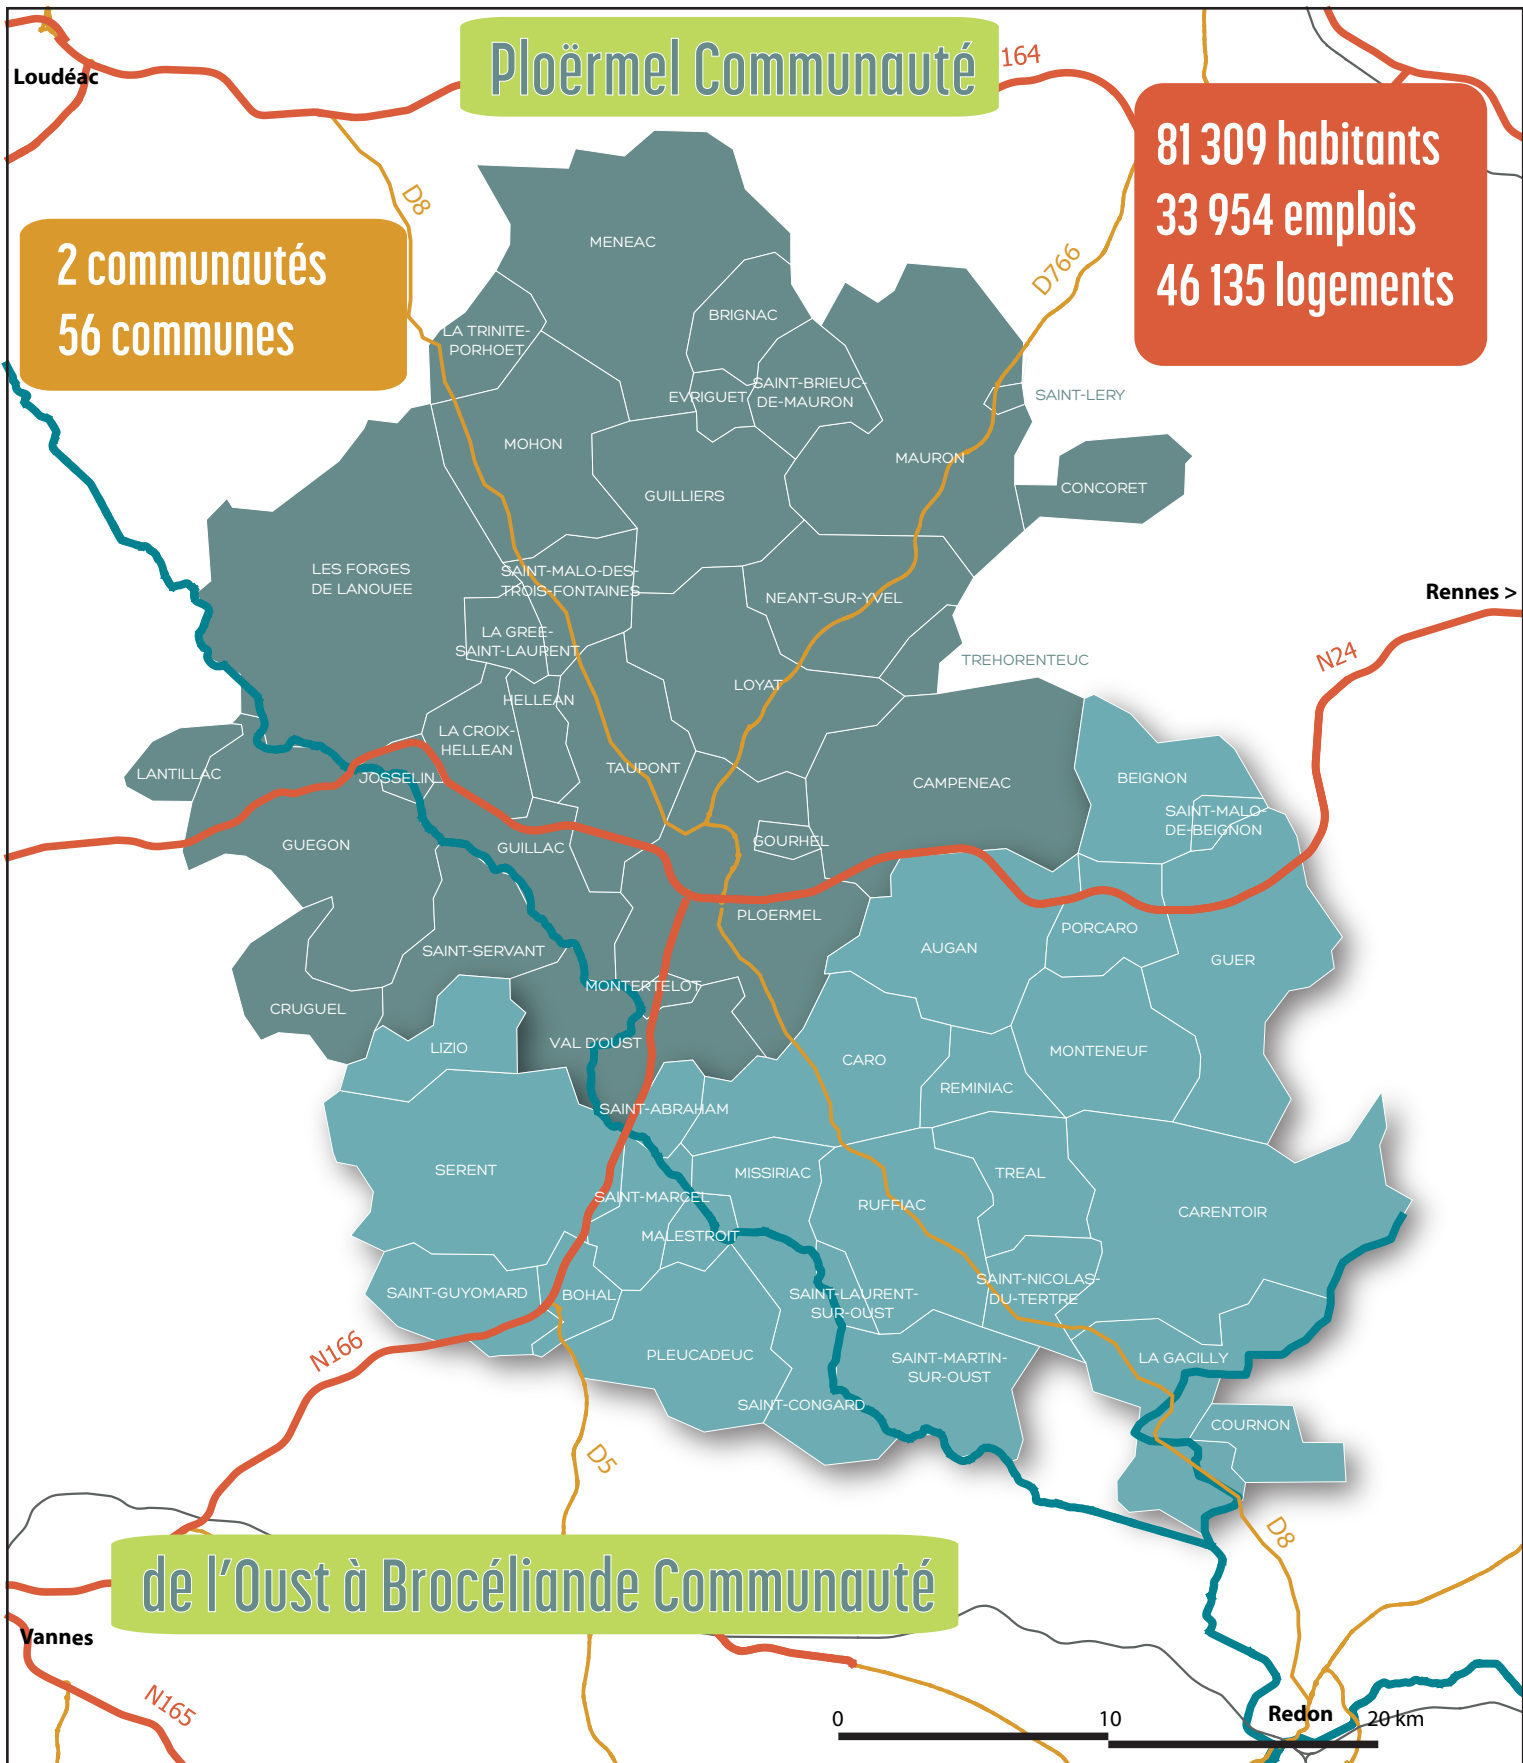 Ploërmel Communauté
164
Loudéac
81 309 habitants
33 954 emplois
46 135 logements
D8
2 communautés
56 communes
D766
MENEAC
BRIGNAC
LA TRINITE-
PORHOET
EVRIGUET
SAINT-BRIEUC-
DE-MAURON
SAINT-LERY
MOHON
MAURON
GUILLIERS
CONCORET
LES FORGES
DE LANOUEE
SAINT-MALO-DES-
TROIS-FONTAINES
NEANT-SUR-YVEL
Rennes >
LA GREE-
SAINT-LAURENT
N24
TREHORENTEUC
LOYAT
HELLEAN
LA CROIX-
HELLEAN
LANTILLAC
JOSSELIN
TAUPONT
CAMPENEAC
BEIGNON
SAINT-MALO-
DE-BEIGNON
GUEGON
GUILLAC
GOURHEL
PLOERMEL
PORCARO
AUGAN
GUER
SAINT-SERVANT
MONTERTELOT
CRUGUEL
LIZIO
VAL D'OUST
CARO
MONTENEUF
REMINIAC
SAINT-ABRAHAM
SERENT
MISSIRIAC
TREAL
SAINT-MARCEL
RUFFIAC
CARENTOIR
MALESTROIT
SAINT-GUYOMARD
BOHAL
SAINT-LAURENT-
SUR-OUST
SAINT-NICOLAS-
DU-TERTRE
N166
PLEUCADEUC
SAINT-MARTIN-
SUR-OUST
LA GACILLY
SAINT-CONGARD
COURNON
D5
D8
de l'Oust à Brocéliande Communauté
Vannes
N165
Redon
0
10
20 km